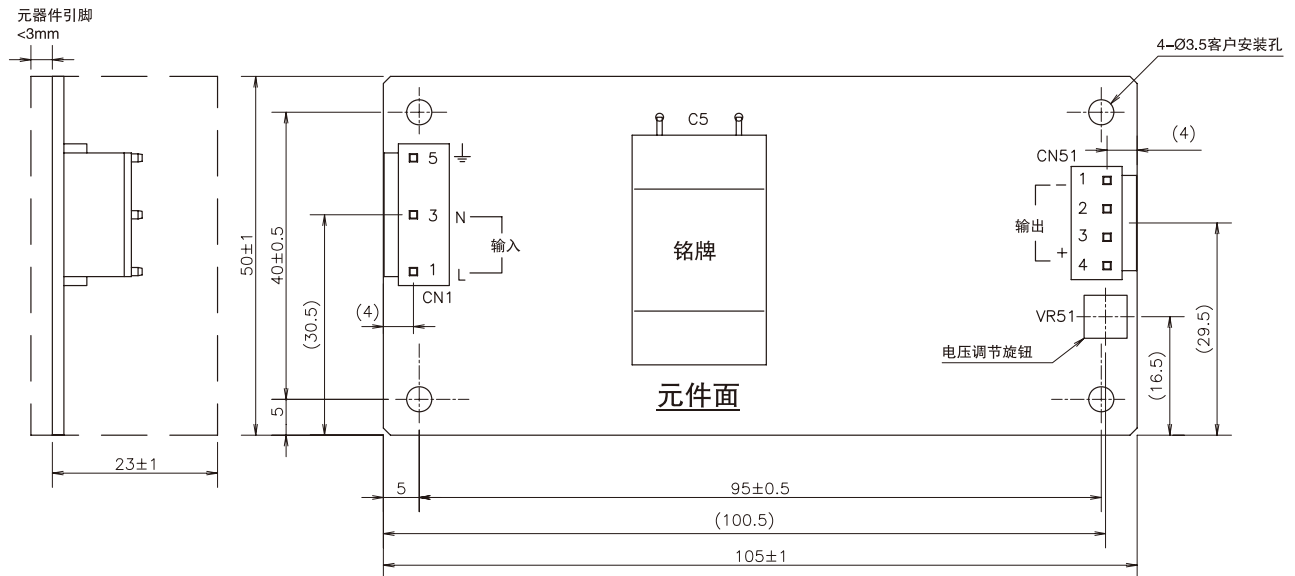 元器件引脚
<3mm
4-Ø3.5客户安装孔
C5
(4)
CN51
5
3
N
1
L
输入
CN1
1
−
2
输出
3
+
4
铭牌
50±1
40±0.5
(30.5)
(4)
5
VR51
电压调节旋钮
(16.5)
(29.5)
元件面
23±1
5
95±0.5
(100.5)
105±1